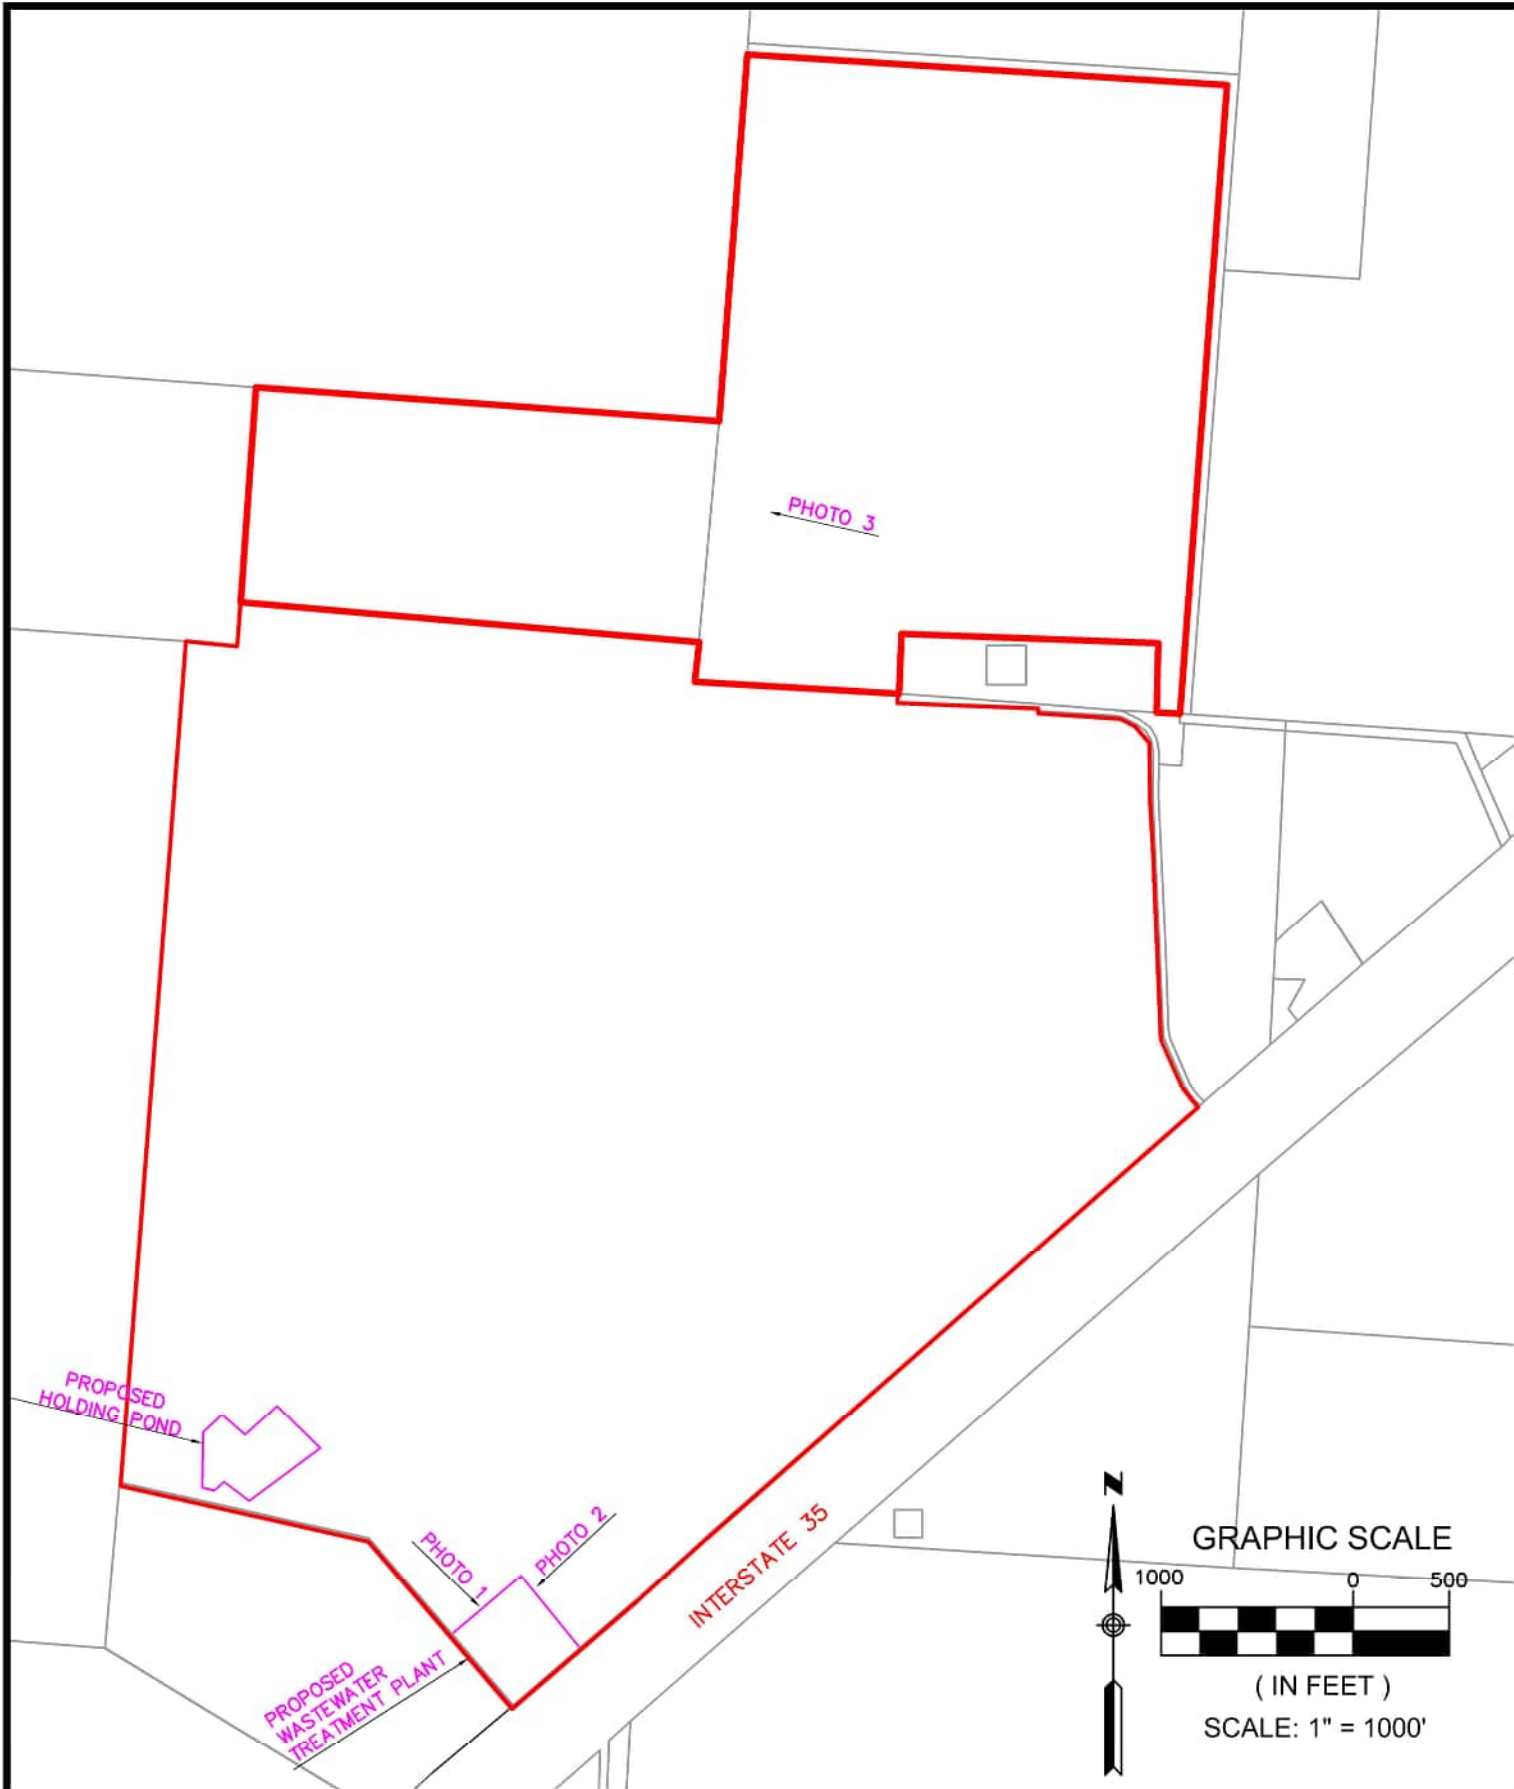 PHOTO 3
PROPOSED
HOLDING POND
PHOTO 1
PHOTO 2
PROPOSED
WASTEWATER
TREATMENT PLANT
INTERSTATE 35
N
GRAPHIC SCALE
1000 0 500
( IN FEET )
SCALE: 1" = 1000'